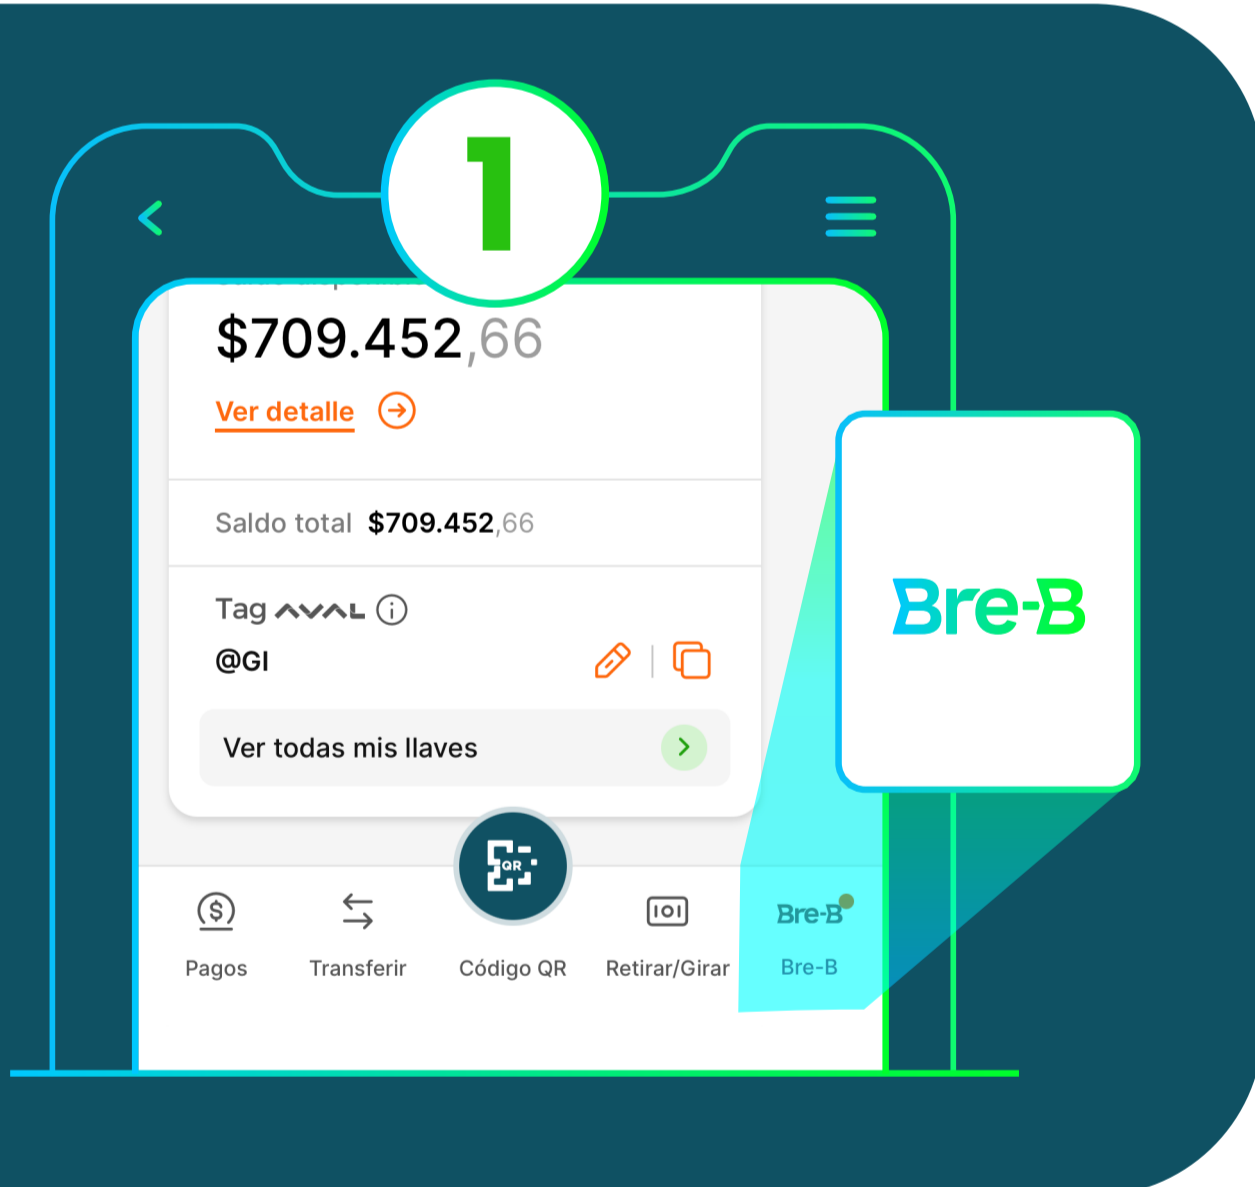 1
$709.452,66
Ver detalle
Saldo total $709.452,66
Tag AVAL
@GI
Ver todas mis llaves
Bre-B
QR
Bre-B
Pagos
Transferir
Código QR
Retirar/Girar
Bre-B